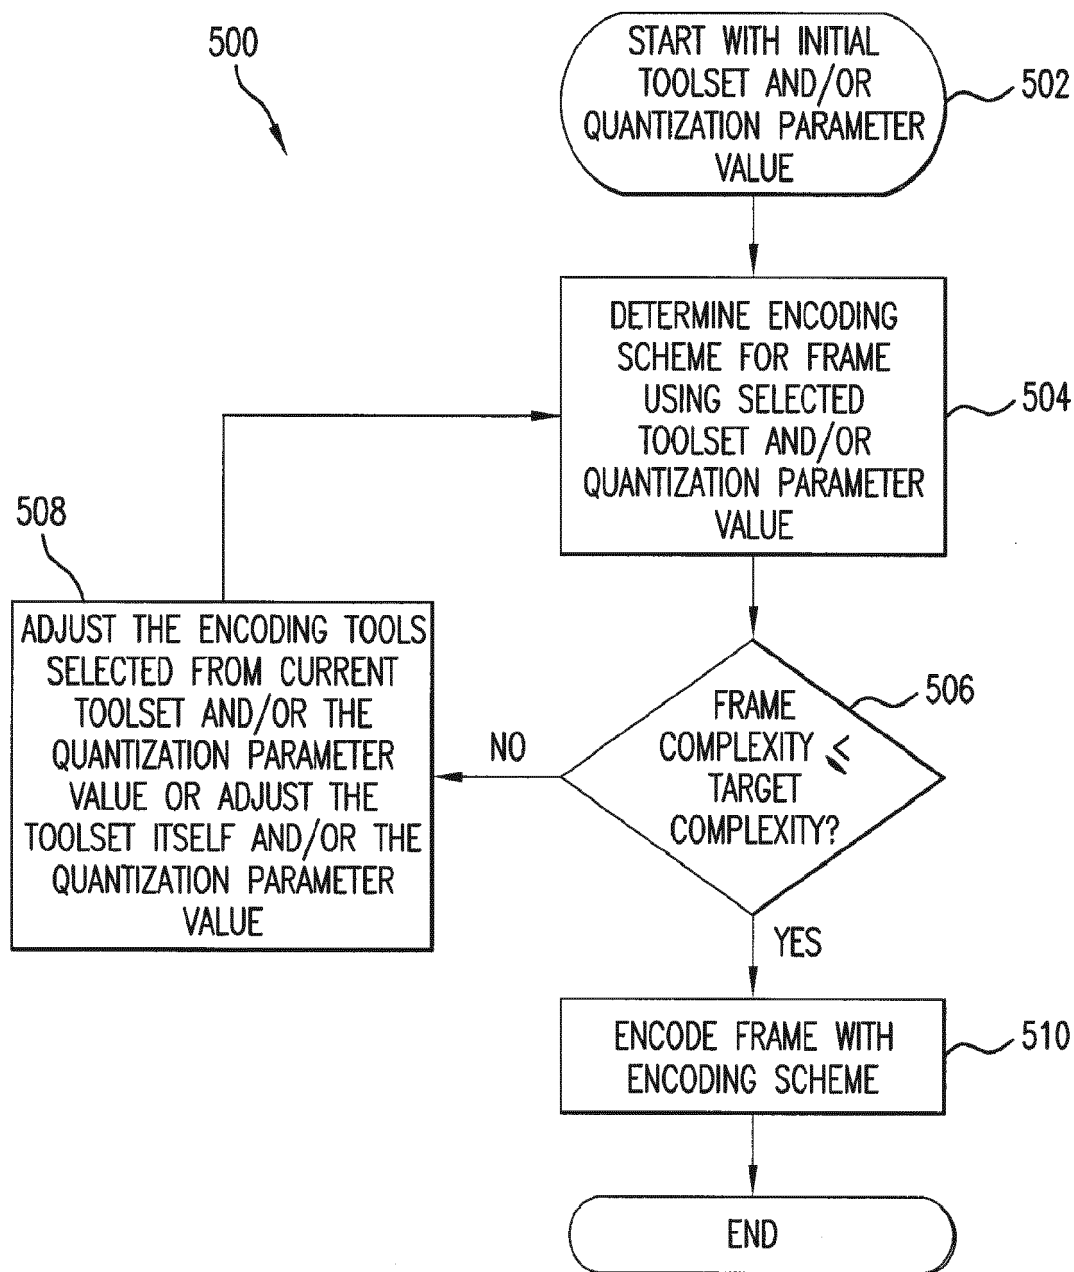 500
START WITH INITIAL
TOOLSET AND/OR
QUANTIZATION PARAMETER
VALUE
502
DETERMINE ENCODING
SCHEME FOR FRAME
USING SELECTED
TOOLSET AND/OR
QUANTIZATION PARAMETER
VALUE
504
508
ADJUST THE ENCODING TOOLS
SELECTED FROM CURRENT
TOOLSET AND/OR THE
QUANTIZATION PARAMETER
VALUE OR ADJUST THE
TOOLSET ITSELF AND/OR THE
QUANTIZATION PARAMETER
VALUE
NO
FRAME
COMPLEXITY ≤
TARGET
COMPLEXITY?
506
YES
ENCODE FRAME WITH
ENCODING SCHEME
510
END